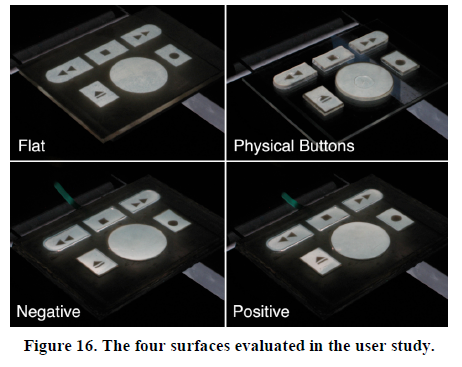 Flat
Physical Buttons
Negative
Positive
Figure 16. The four surfaces evaluated in the user study.